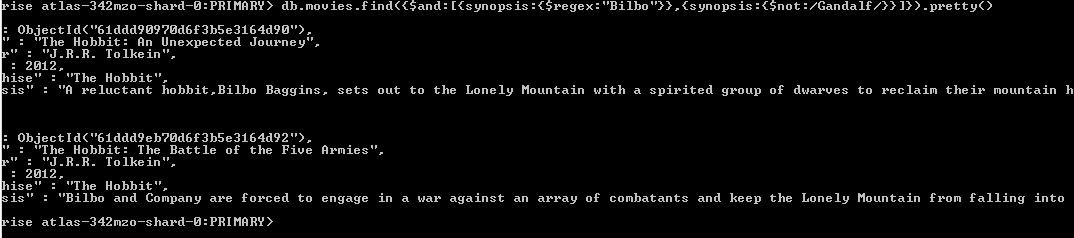 rise atlas-342mzo-shard-0:PRIMARY> db.movies.find({$and:[{synopsis:{$regex:"Bilbo"}},{synopsis:{$not:/Gandalf/}}]}).pretty()
: ObjectId("61ddd90970d6f3b5e3164d90"),
" : "The Hobbit: An Unexpected Journey",
r" : "J.R.R. Tolkein",
: 2012,
hise" : "The Hobbit",
sis" : "A reluctant hobbit,Bilbo Baggins, sets out to the Lonely Mountain with a spirited group of dwarves to reclaim their mountain h
: ObjectId("61ddd9eb70d6f3b5e3164d92"),
" : "The Hobbit: The Battle of the Five Armies",
r" : "J.R.R. Tolkein",
: 2012,
hise" : "The Hobbit",
sis" : "Bilbo and Company are forced to engage in a war against an array of combatants and keep the Lonely Mountain from falling into
rise atlas-342mzo-shard-0:PRIMARY>